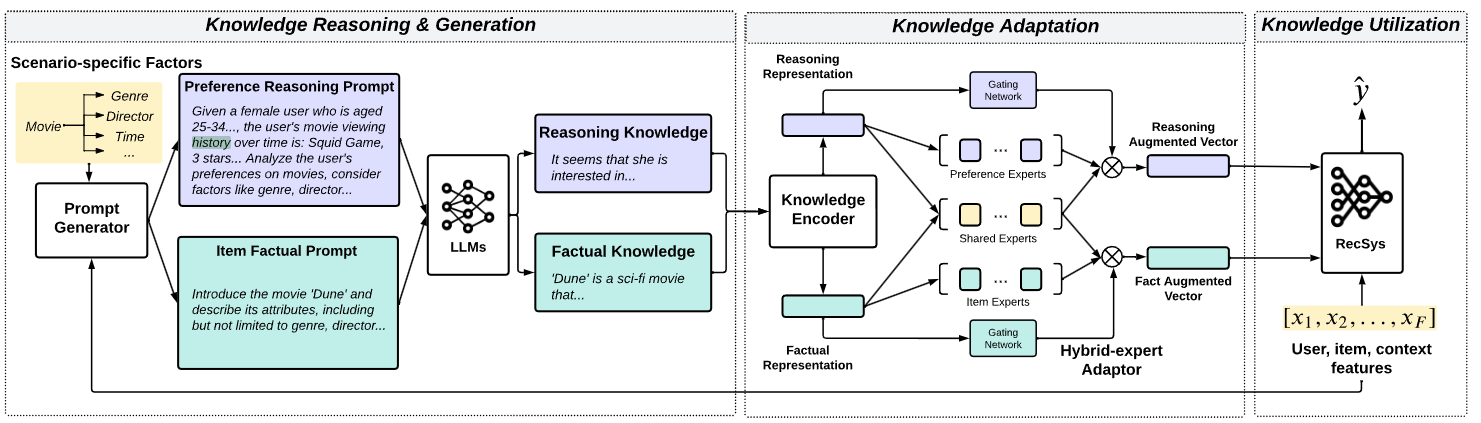 Knowledge Reasoning & Generation
Scenario-specific Factors
Movie
Genre
Director
Time
...
Prompt
Generator
Preference Reasoning Prompt
Given a female user who is aged
25-34..., the user's movie viewing
history over time is: Squid Game,
3 stars... Analyze the user's
preferences on movies, consider
factors like genre, director...
Item Factual Prompt
Introduce the movie 'Dune' and
describe its attributes, including
but not limited to genre, director...
LLMs
Reasoning Knowledge
It seems that she is
interested in...
Factual Knowledge
'Dune' is a sci-fi movie
that...
Knowledge Adaptation
Reasoning
Representation
Knowledge
Encoder
Factual
Representation
Gating
Network
...
Preference Experts
...
Shared Experts
...
Item Experts
Gating
Network
Hybrid-expert
Adaptor
Reasoning
Augmented Vector
Fact Augmented
Vector
Knowledge Utilization
ŷ
RecSys
[x₁, x₂, . . . , x_F]
User, item, context
features